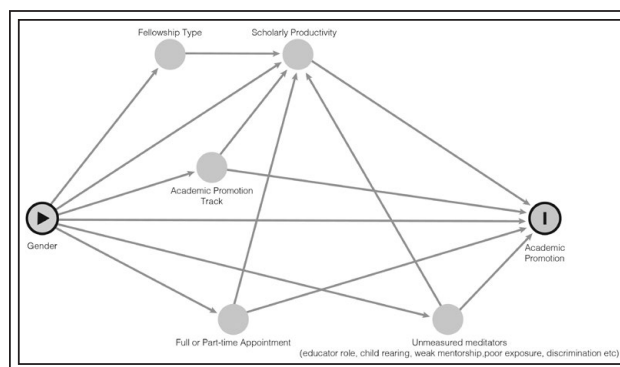 Fellowship Type
Scholarly Productivity
Academic Promotion
Track
Gender
Academic
Promotion
Full or Part-time Appointment
Unmeasured meditators
(educator role, child rearing, weak mentorship,poor exposure, discrimination etc)